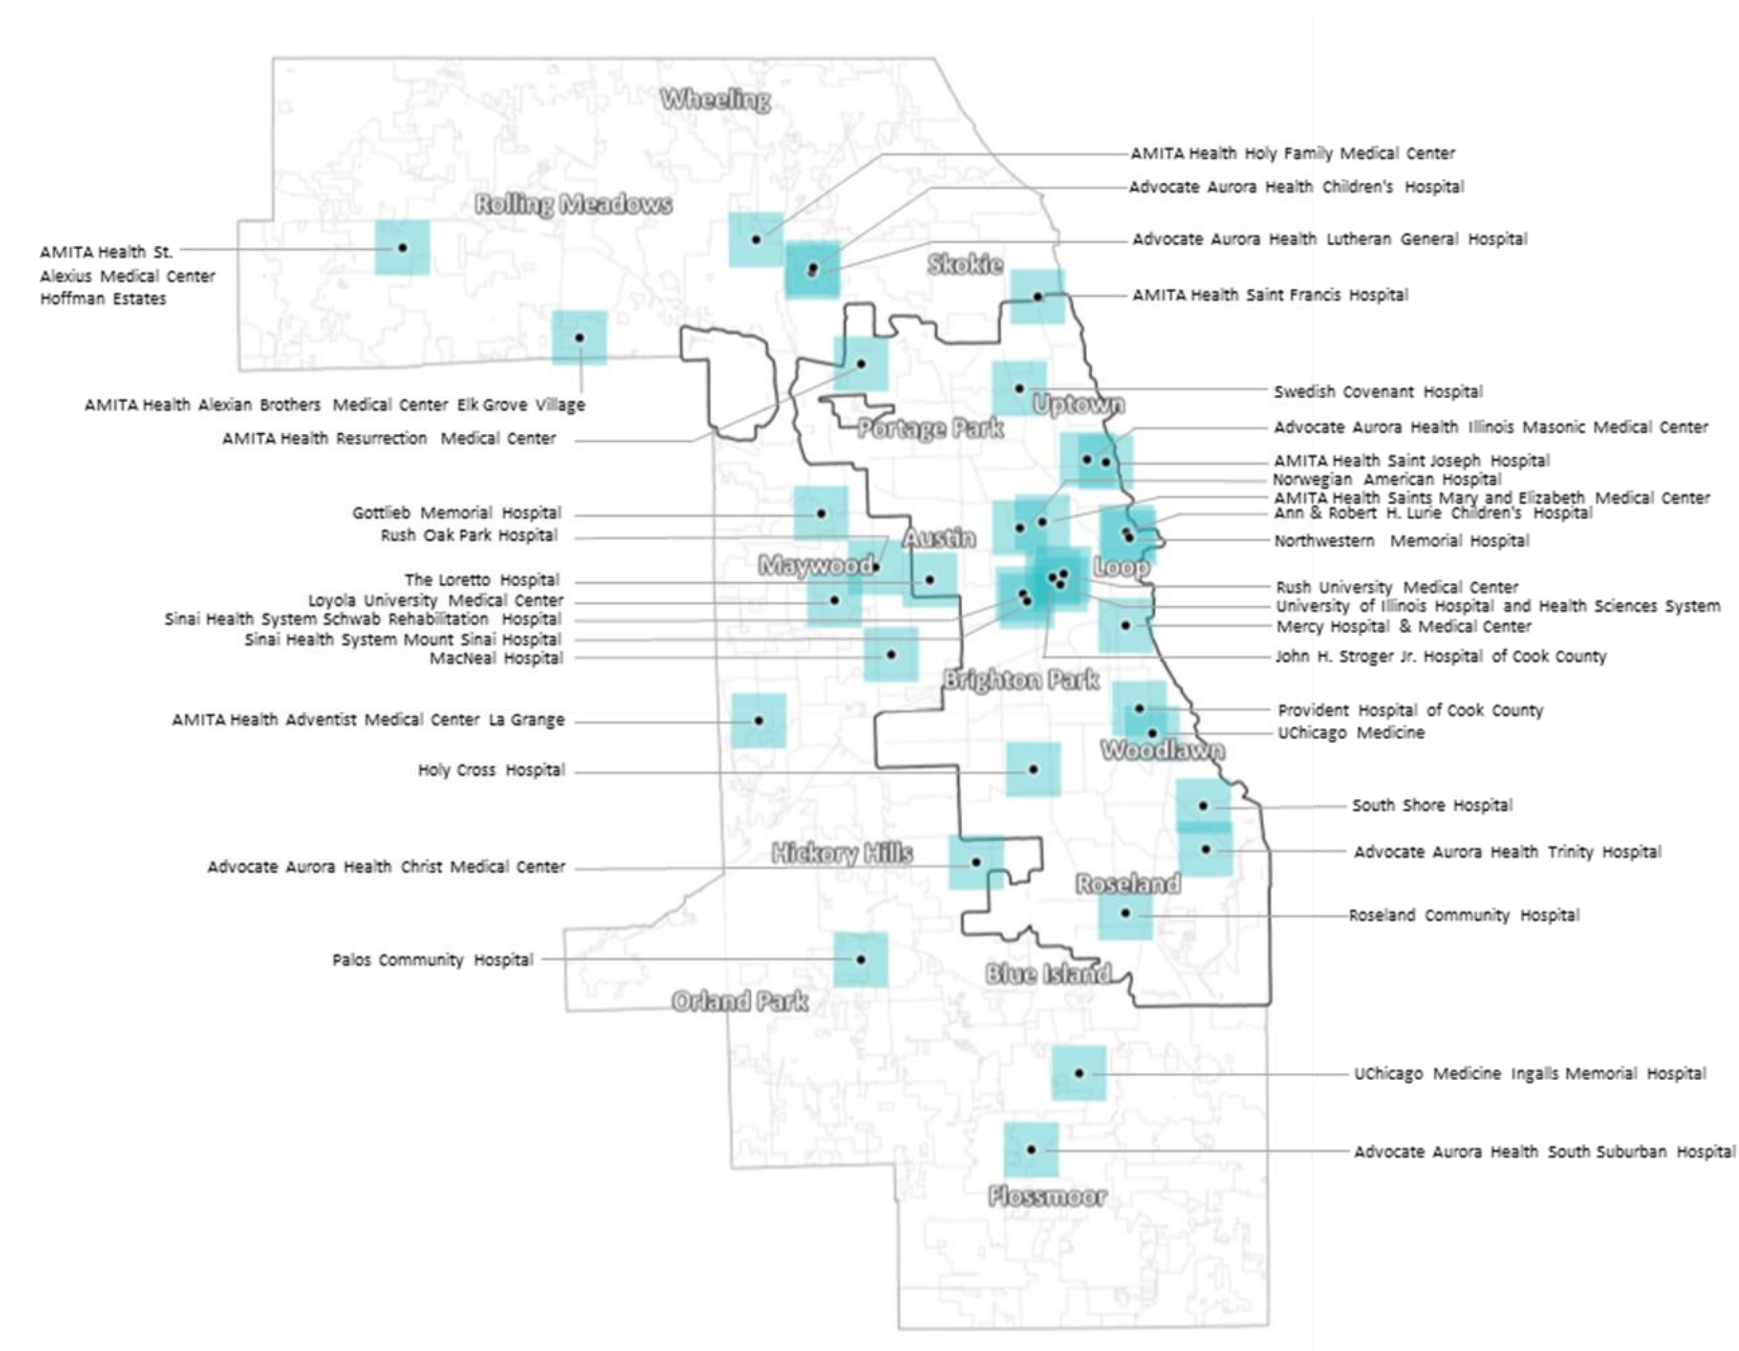 Wheeling
AMITA Health Holy Family Medical Center
Advocate Aurora Health Children's Hospital
Rolling Meadows
Advocate Aurora Health Lutheran General Hospital
AMITA Health St.
Alexius Medical Center
Hoffman Estates
Skokie
AMITA Health Saint Francis Hospital
Swedish Covenant Hospital
AMITA Health Alexian Brothers Medical Center Elk Grove Village
Uptown
Portage Park
Advocate Aurora Health Illinois Masonic Medical Center
AMITA Health Resurrection Medical Center
AMITA Health Saint Joseph Hospital
Norwegian American Hospital
AMITA Health Saints Mary and Elizabeth Medical Center
Gottlieb Memorial Hospital
Ann & Robert H. Lurie Children's Hospital
Rush Oak Park Hospital
Austin
Northwestern Memorial Hospital
Maywood
Loop
The Loretto Hospital
Rush University Medical Center
Loyola University Medical Center
University of Illinois Hospital and Health Sciences System
Sinai Health System Schwab Rehabilitation Hospital
Mercy Hospital & Medical Center
Sinai Health System Mount Sinai Hospital
MacNeal Hospital
John H. Stroger Jr. Hospital of Cook County
Brighton Park
Provident Hospital of Cook County
AMITA Health Adventist Medical Center La Grange
UChicago Medicine
Woodlawn
Holy Cross Hospital
South Shore Hospital
Hickory Hills
Advocate Aurora Health Trinity Hospital
Advocate Aurora Health Christ Medical Center
Roseland
Roseland Community Hospital
Palos Community Hospital
Blue Island
Orland Park
UChicago Medicine Ingalls Memorial Hospital
Advocate Aurora Health South Suburban Hospital
Flossmoor